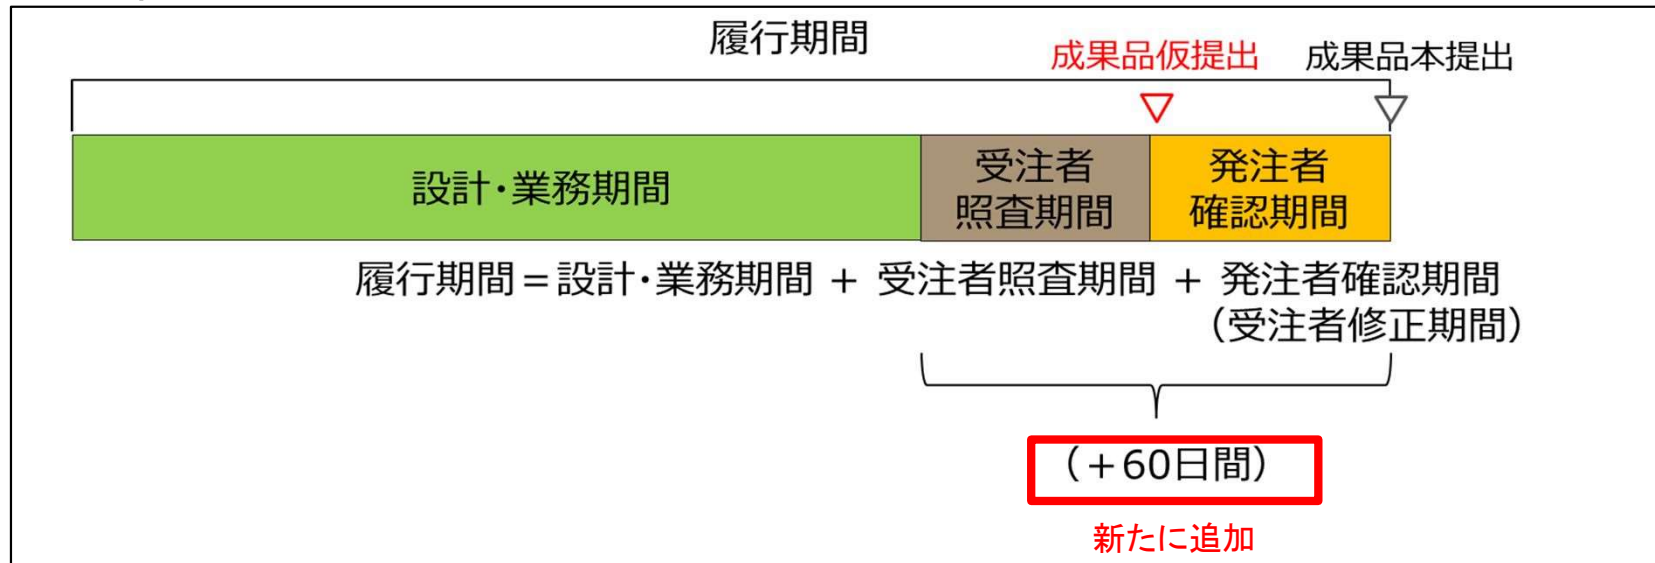 履行期間
成果品仮提出
成果品本提出
設計・業務期間
受注者
照査期間
発注者
確認期間
履行期間＝設計・業務期間 ＋ 受注者照査期間 ＋ 発注者確認期間
（受注者修正期間）
（＋60日間）
新たに追加